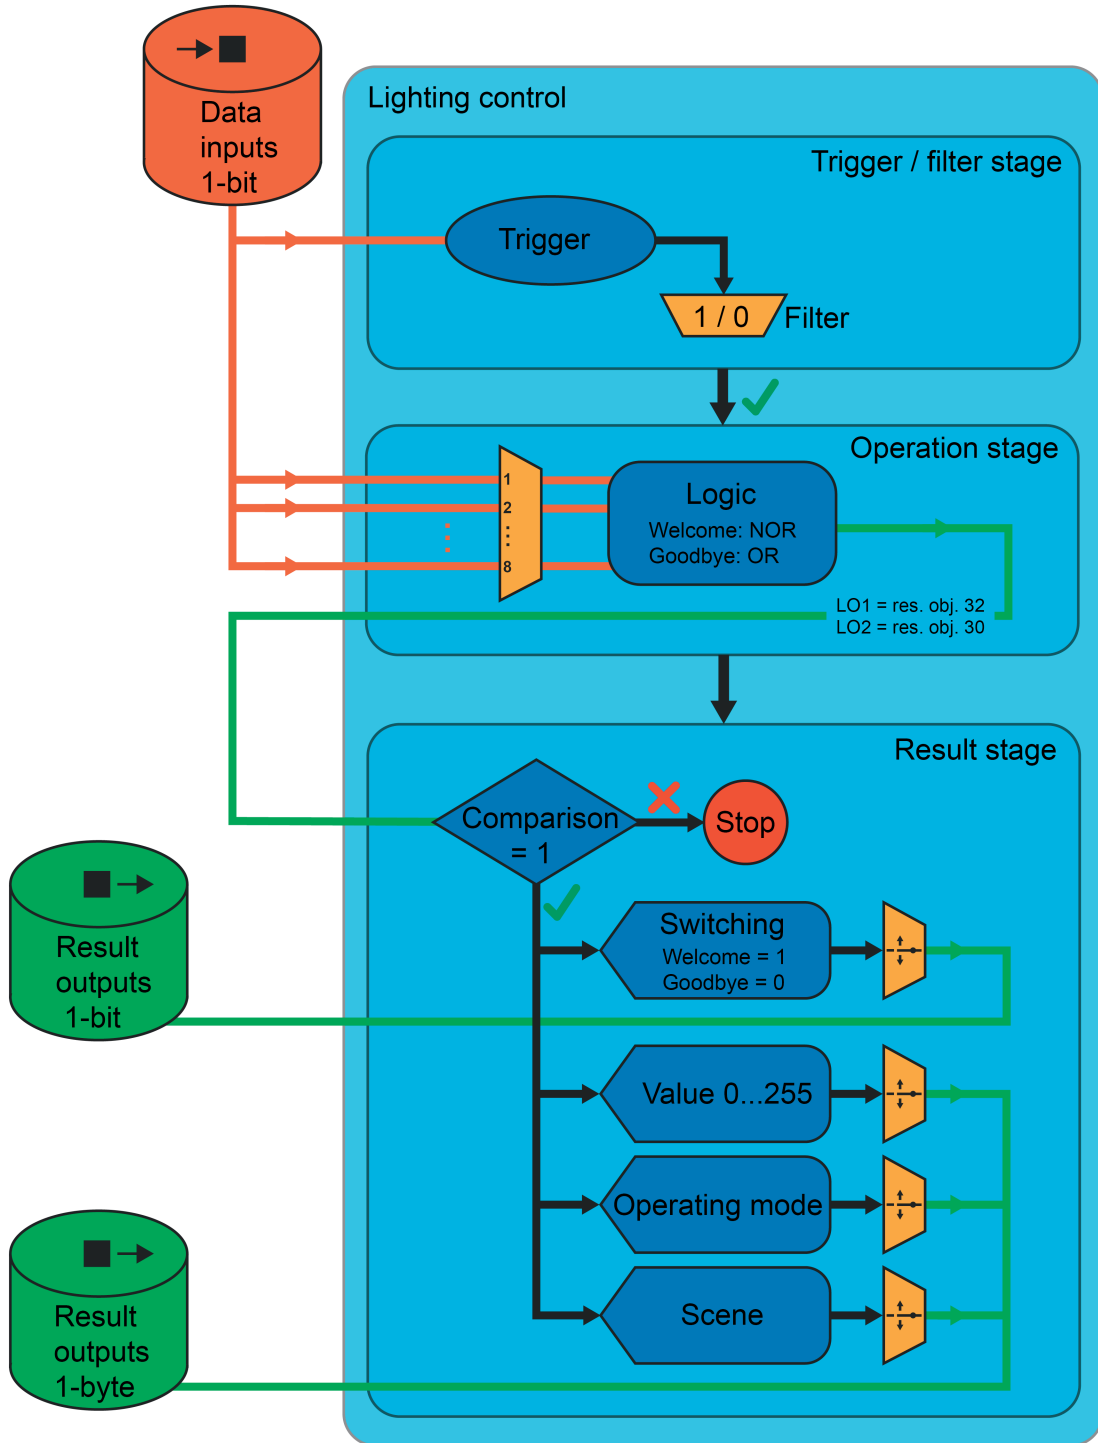 Data
inputs
1-bit
Lighting control
Trigger / filter stage
Trigger
1 / 0
Filter
Operation stage
1
2
8
Logic
Welcome: NOR
Goodbye: OR
LO1 = res. obj. 32
LO2 = res. obj. 30
Result stage
Comparison
= 1
Stop
Switching
Welcome = 1
Goodbye = 0
Result
outputs
1-bit
Value 0...255
Operating mode
Scene
Result
outputs
1-byte